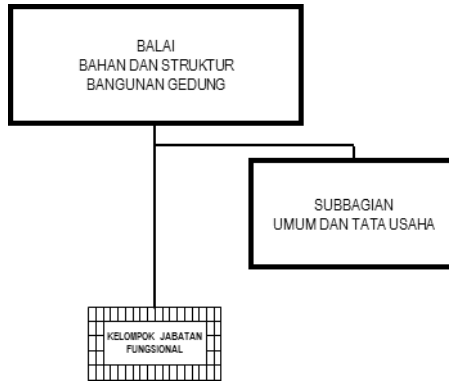 BALAI
BAHAN DAN STRUKTUR
BANGUNAN GEDUNG
SUBBAGIAN
UMUM DAN TATA USAHA
KELOMPOK JABATAN
FUNGSIONAL